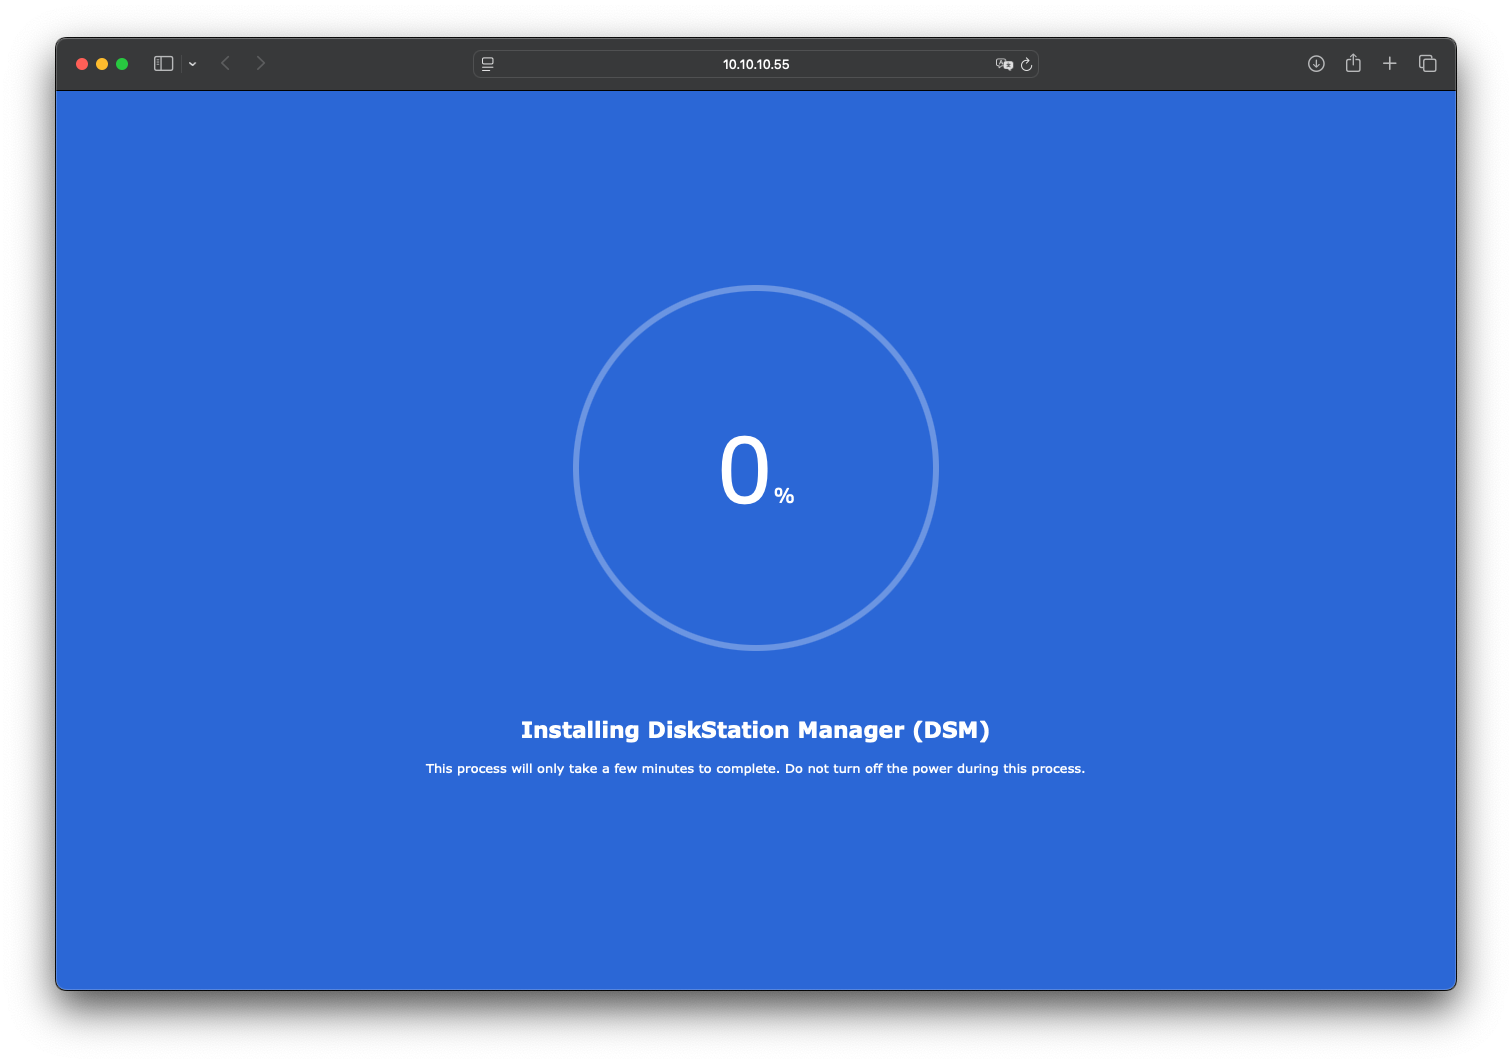 10.10.10.55
0%
Installing DiskStation Manager (DSM)
This process will only take a few minutes to complete. Do not turn off the power during this process.